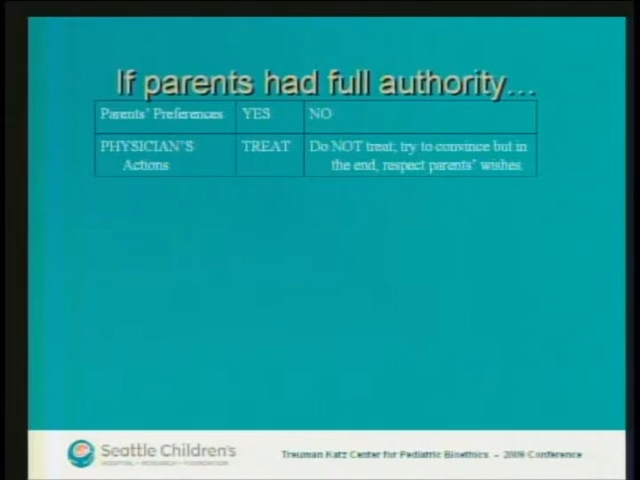 If parents had full authority...
Parents' Preferences YES NO
PHYSICIAN"S TREAT Do NOT treat; try to convince but in
Actions the end, respect parents' wishes.
Seattle Children's
HOSPITAL • RESEARCH • FOUNDATION
Treuman Katz Center for Pediatric Bioethics – 2009 Conference